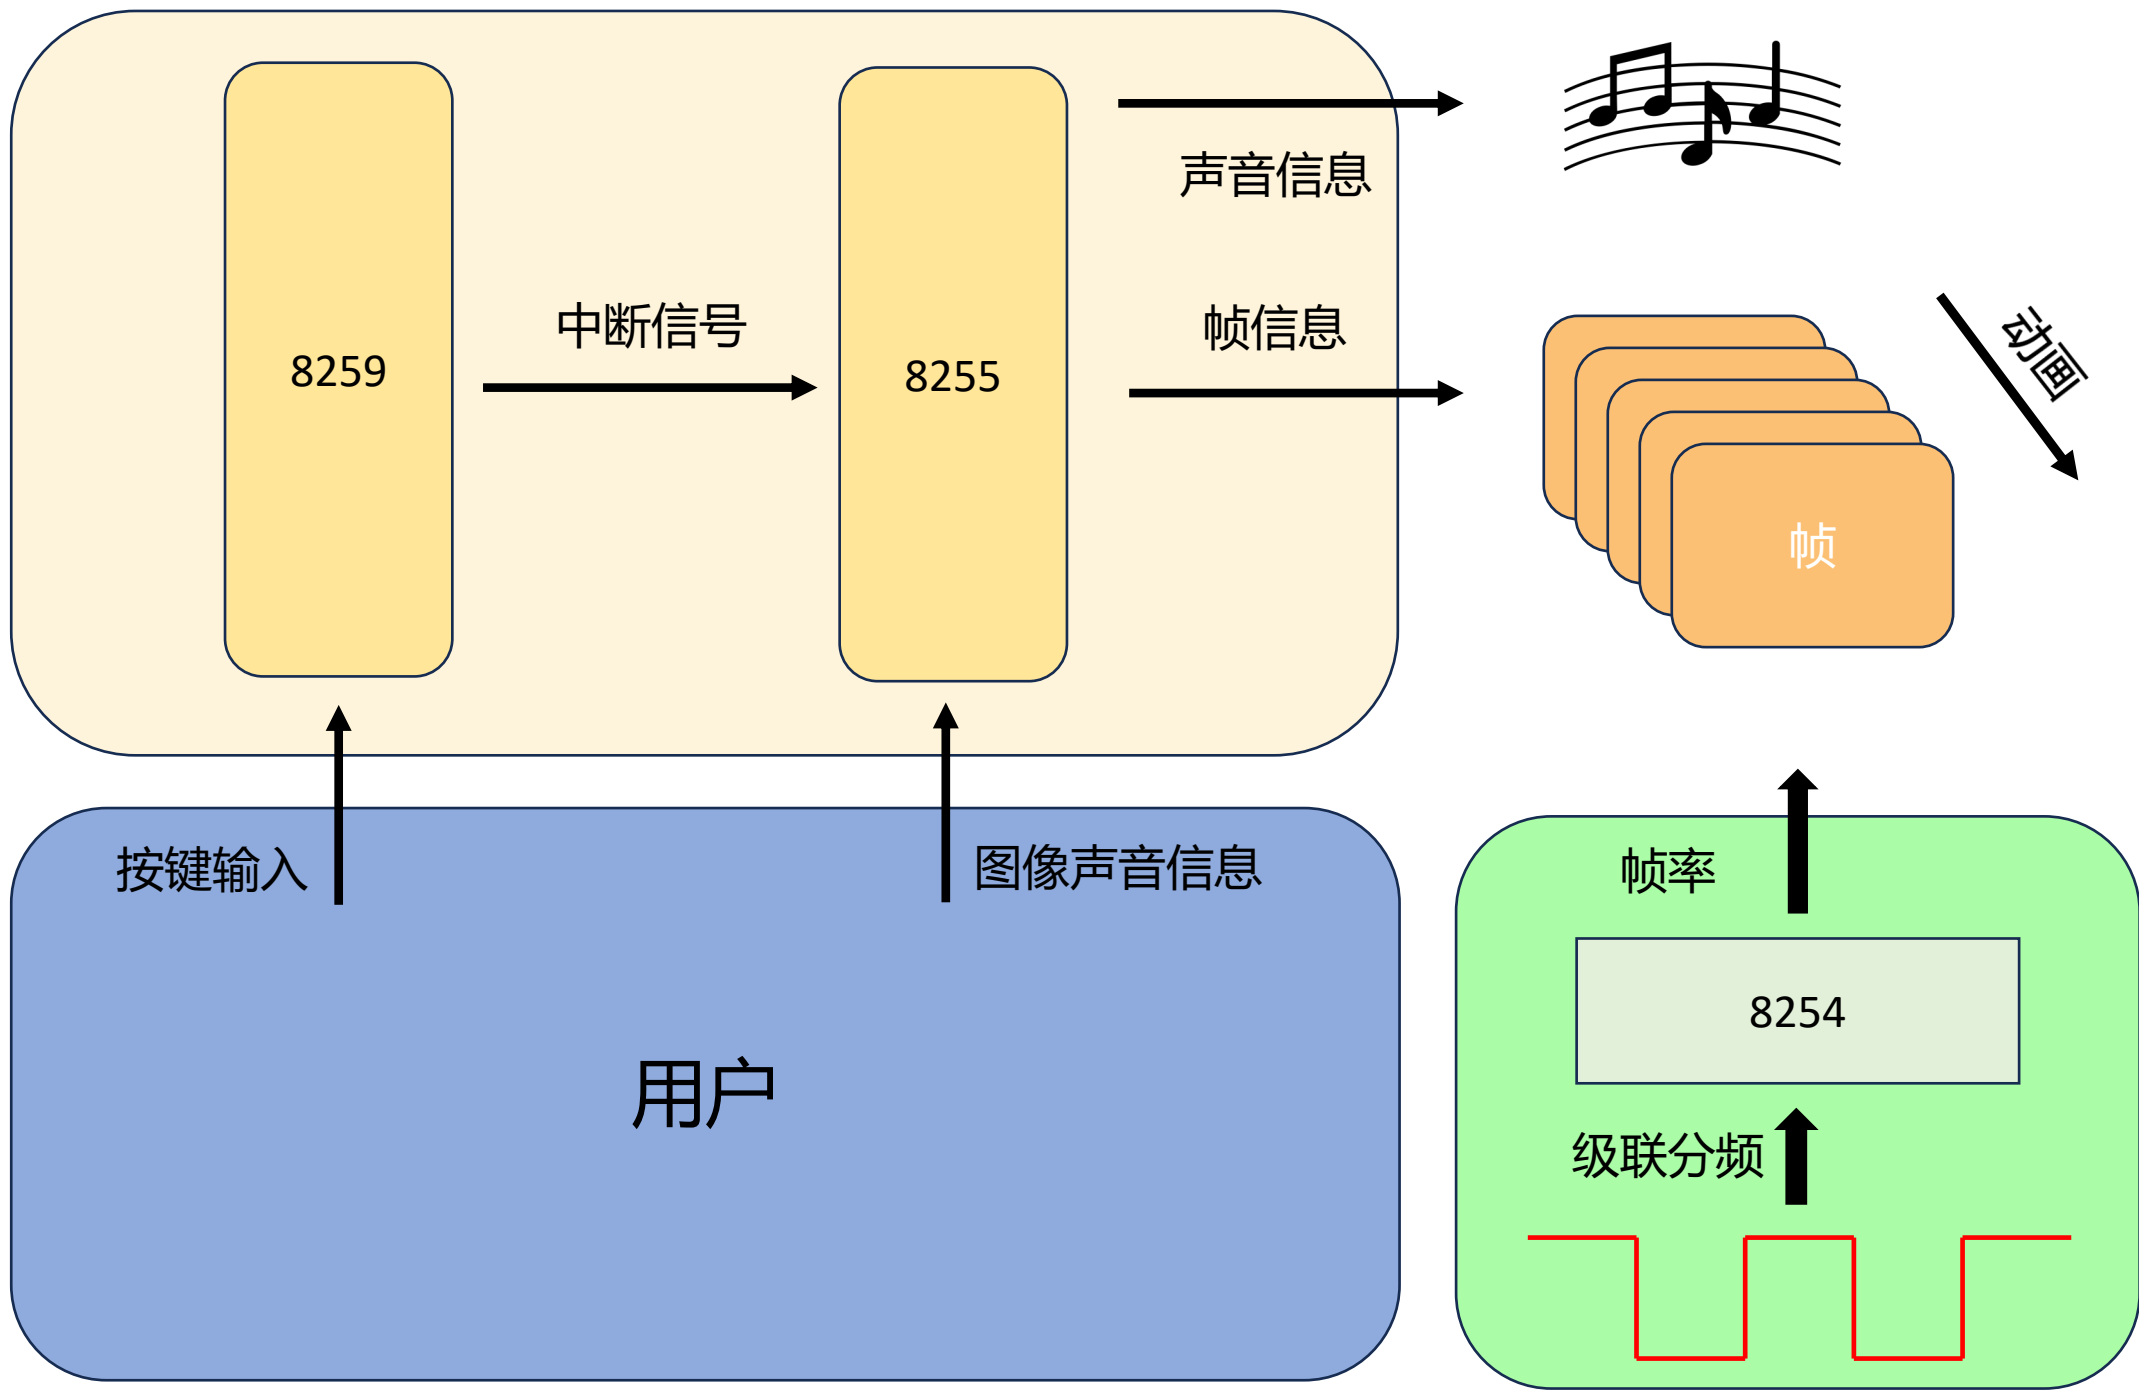 声音信息
中断信号
帧信息
动画
8259
8255
帧
按键输入
图像声音信息
帧率
8254
用户
级联分频